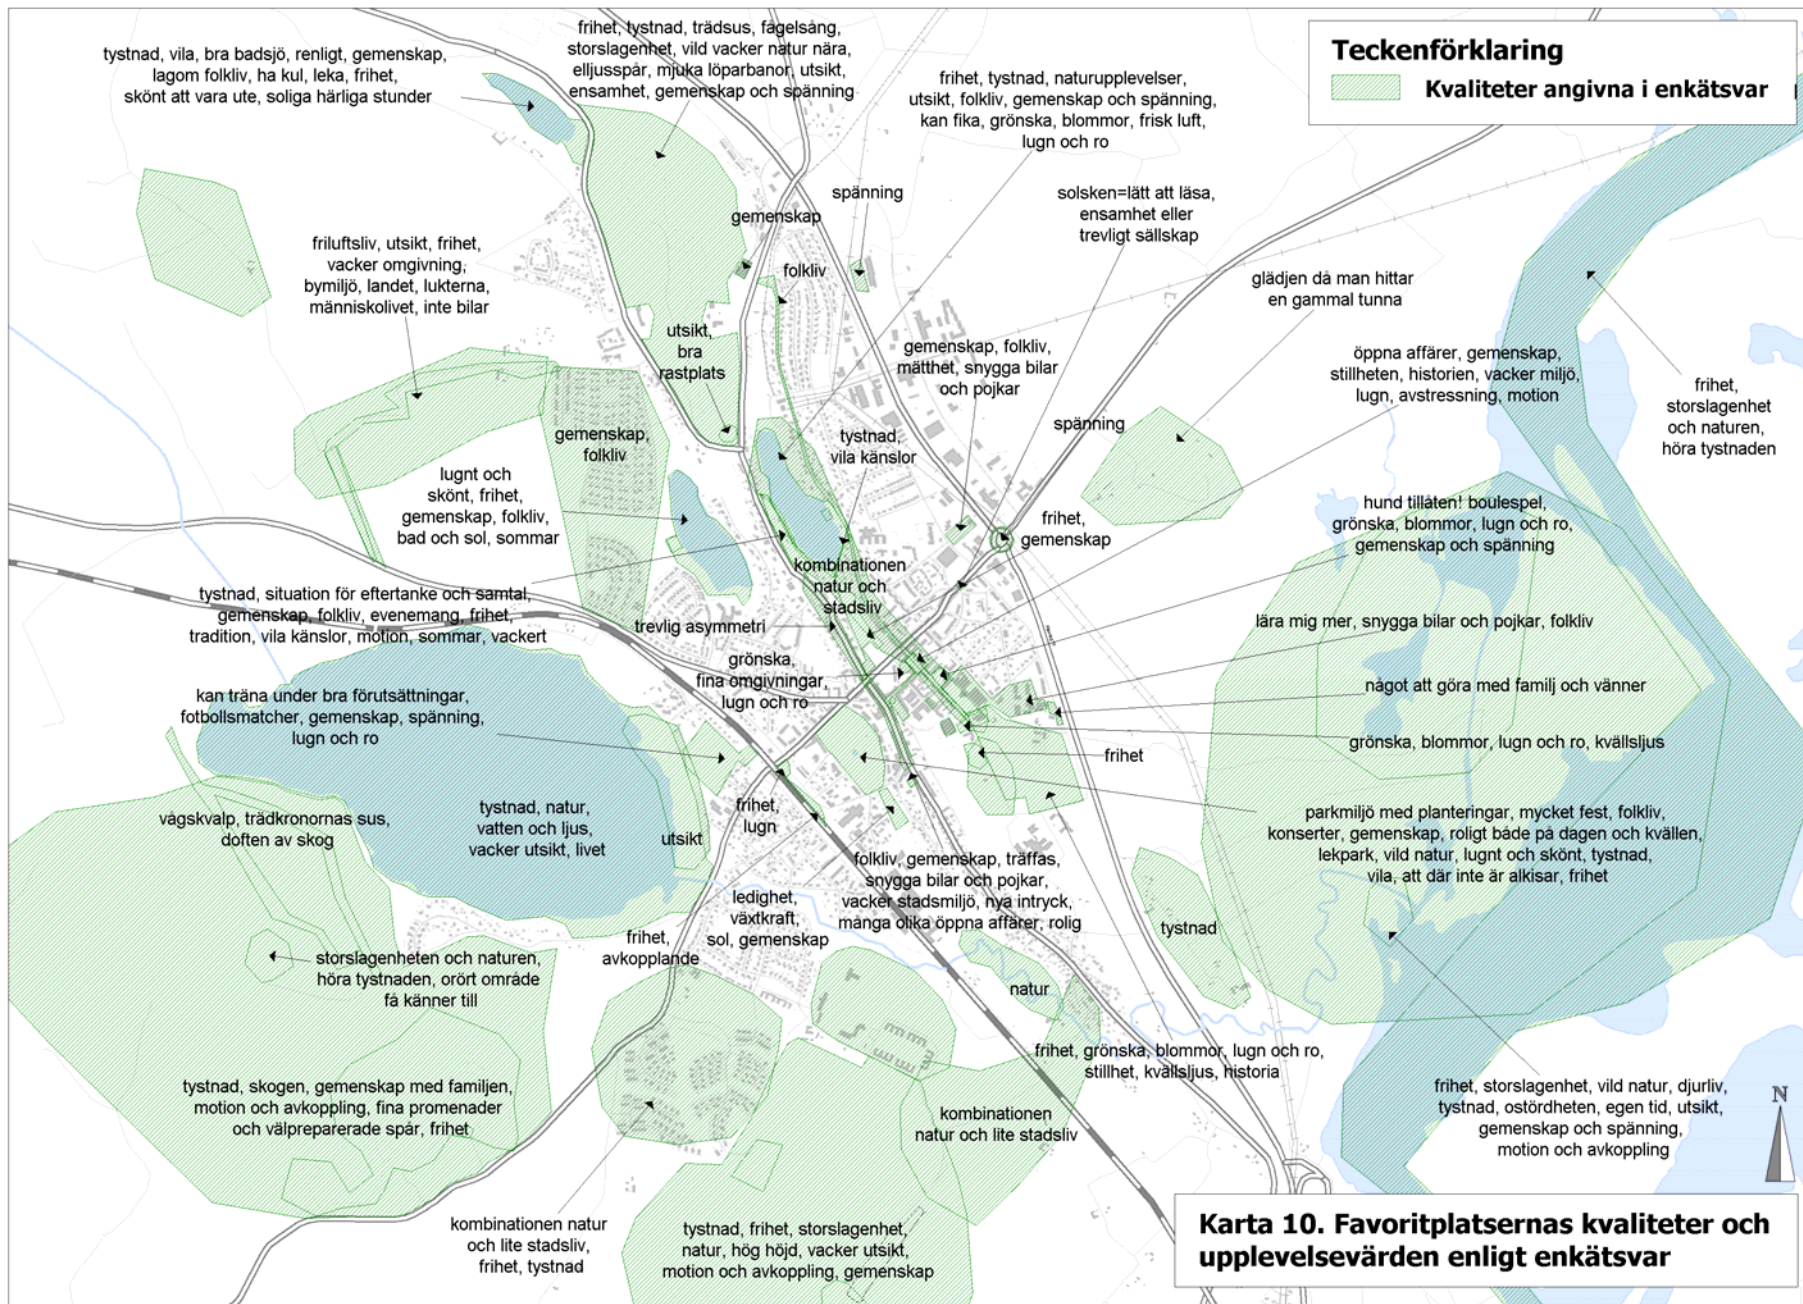 Teckenförklaring
Kvaliteter angivna i enkätsvar
tystnad, vila, bra badsjö, renligt, gemenskap,
lagom folkliv, ha kul, leka, frihet,
skönt att vara ute, soliga härliga stunder
frihet, tystnad, trädsus, fågelsång,
storslagenhet, vild vacker natur nära,
elljusspår, mjuka löparbanor, utsikt,
ensamhet, gemenskap och spänning
frihet, tystnad, naturupplevelser,
utsikt, folkliv, gemenskap och spänning,
kan fika, grönska, blommor, frisk luft,
lugn och ro
spänning
gemenskap
solsken=lätt att läsa,
ensamhet eller
trevligt sällskap
friluftsliv, utsikt, frihet,
vacker omgivning,
bymiljö, landet, lukterna,
människolivet, inte bilar
folkliv
glädjen då man hittar
en gammal tunna
utsikt,
bra
rastplats
gemenskap, folkliv,
mätthet, snygga bilar
och pojkar
öppna affärer, gemenskap,
stillheten, historien, vacker miljö,
lugn, avstressning, motion
frihet,
storslagenhet
och naturen,
höra tystnaden
gemenskap,
folkliv
tystnad,
vila känslor
spänning
lugnt och
skönt, frihet,
gemenskap, folkliv,
bad och sol, sommar
frihet,
gemenskap
hund tillåten! boulespel,
grönska, blommor, lugn och ro,
gemenskap och spänning
kombinationen
natur och
stadsliv
tystnad, situation för eftertanke och samtal,
gemenskap, folkliv, evenemang, frihet,
tradition, vila känslor, motion, sommar, vackert
trevlig asymmetri
lära mig mer, snygga bilar och pojkar, folkliv
grönska,
fina omgivningar,
lugn och ro
något att göra med familj och vänner
kan träna under bra förutsättningar,
fotbollsmatcher, gemenskap, spänning,
lugn och ro
grönska, blommor, lugn och ro, kvällsljus
frihet
vågskvalp, trädkronornas sus,
doften av skog
tystnad, natur,
vatten och ljus,
vacker utsikt, livet
utsikt
frihet,
lugn
parkmiljö med planteringar, mycket fest, folkliv,
konserter, gemenskap, roligt både på dagen och kvällen,
lekpark, vild natur, lugnt och skönt, tystnad,
vila, att där inte är alkisar, frihet
folkliv, gemenskap, träffas,
snygga bilar och pojkar,
vacker stadsmiljö, nya intryck,
många olika öppna affärer, rolig
ledighet,
växtkraft,
sol, gemenskap
frihet,
avkopplande
tystnad
storslagenheten och naturen,
höra tystnaden, orört område
få känner till
natur
frihet, grönska, blommor, lugn och ro,
stillhet, kvällsljus, historia
tystnad, skogen, gemenskap med familjen,
motion och avkoppling, fina promenader
och välpreparerade spår, frihet
kombinationen
natur och lite stadsliv
frihet, storslagenhet, vild natur, djurliv,
tystnad, ostördheten, egen tid, utsikt,
gemenskap och spänning,
motion och avkoppling
N
kombinationen natur
och lite stadsliv,
frihet, tystnad
tystnad, frihet, storslagenhet,
natur, hög höjd, vacker utsikt,
motion och avkoppling, gemenskap
Karta 10. Favoritplatsernas kvaliteter och
upplevelsevärden enligt enkätsvar